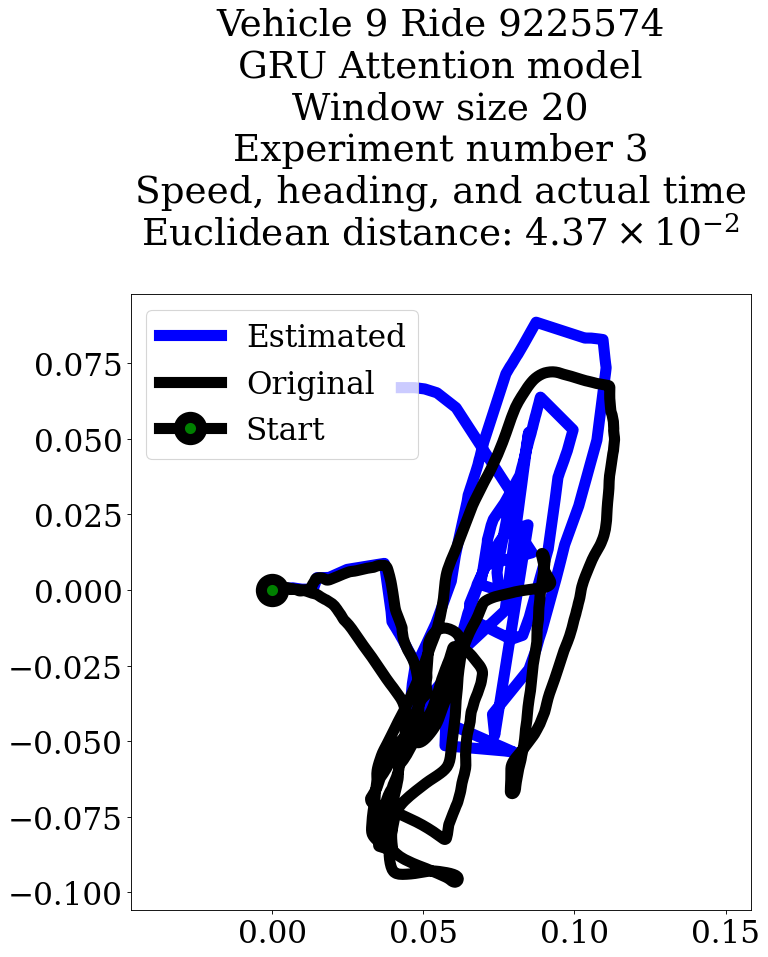 Vehicle 9 Ride 9225574
GRU Attention model
Window size 20
Experiment number 3
Speed, heading, and actual time
Euclidean distance: 4.37 × 10⁻²
Estimated
Original
Start
0.075
0.050
0.025
0.000
−0.025
−0.050
−0.075
−0.100
0.00 0.05 0.10 0.15